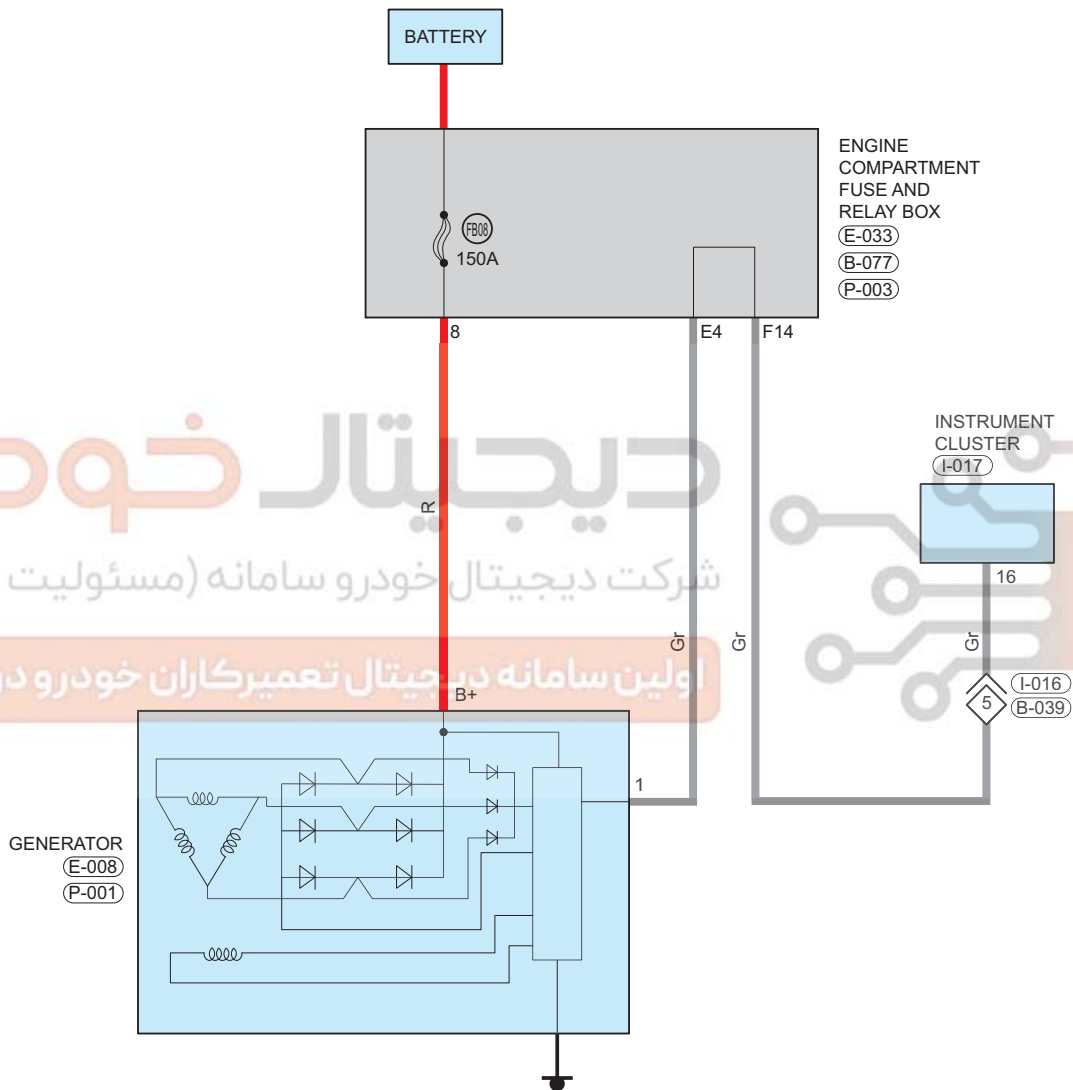 BATTERY
ENGINE
COMPARTMENT
FUSE AND
RELAY BOX
E-033
B-077
P-003
FB08
150A
8
E4
F14
INSTRUMENT
CLUSTER
I-017
دیجیتال خود
R
16
شرکت دیجیتال خودرو سامانه (مسئولیت
Gr
Gr
Gr
اولین سامانه دیجیتال تعمیرکاران خودرو در
I-016
5
B-039
B+
1
GENERATOR
E-008
P-001